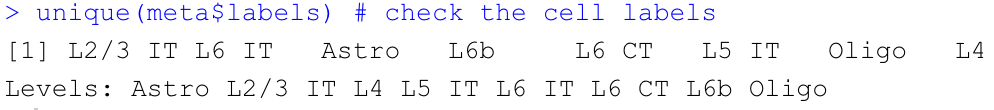 > unique(meta$labels) # check the cell labels
[1] L2/3 IT L6 IT   Astro   L6b     L6 CT   L5 IT   Oligo   L4
Levels: Astro L2/3 IT L4 L5 IT L6 IT L6 CT L6b Oligo